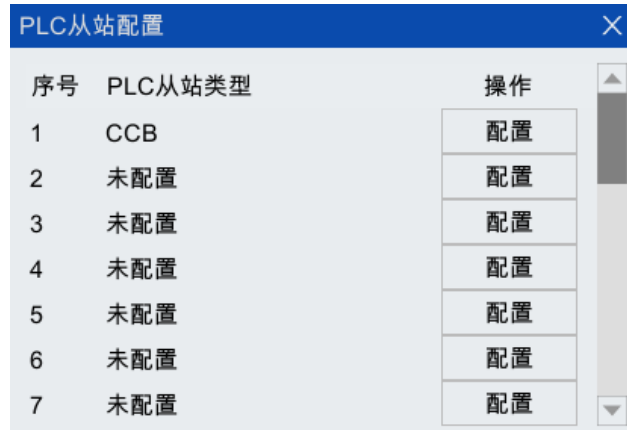 PLC从站配置
序号 PLC从站类型 操作
1 CCB 配置
2 未配置 配置
3 未配置 配置
4 未配置 配置
5 未配置 配置
6 未配置 配置
7 未配置 配置